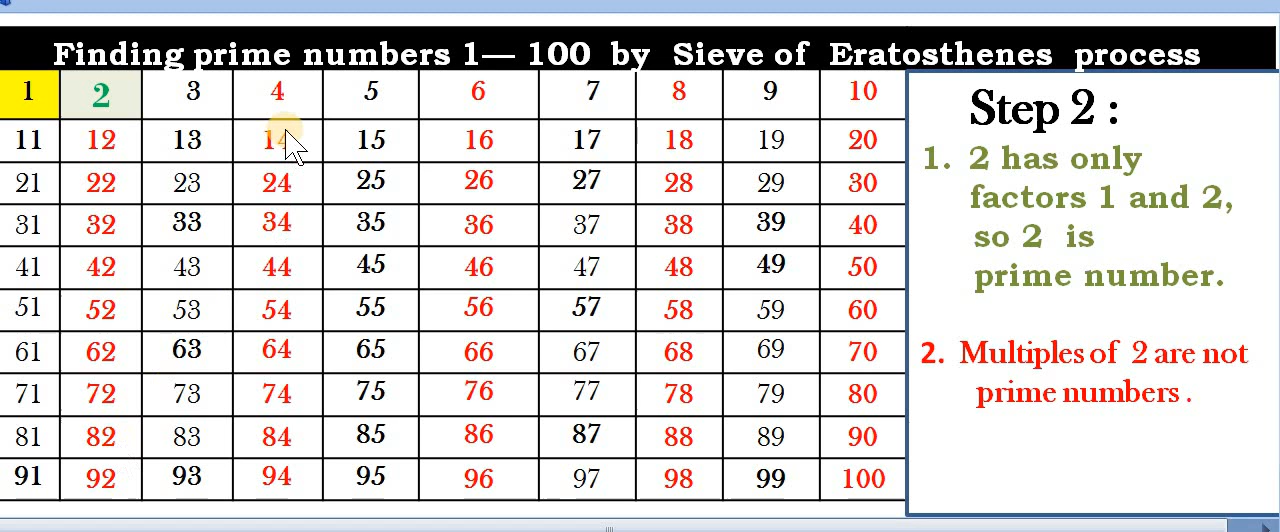 Finding prime numbers 1— 100 by Sieve of Eratosthenes process
1 2 3 4 5 6 7 8 9 10
11 12 13 14 15 16 17 18 19 20
21 22 23 24 25 26 27 28 29 30
31 32 33 34 35 36 37 38 39 40
41 42 43 44 45 46 47 48 49 50
51 52 53 54 55 56 57 58 59 60
61 62 63 64 65 66 67 68 69 70
71 72 73 74 75 76 77 78 79 80
81 82 83 84 85 86 87 88 89 90
91 92 93 94 95 96 97 98 99 100
Step 2 :
1. 2 has only
factors 1 and 2,
so 2 is
prime number.
2. Multiples of 2 are not
prime numbers .